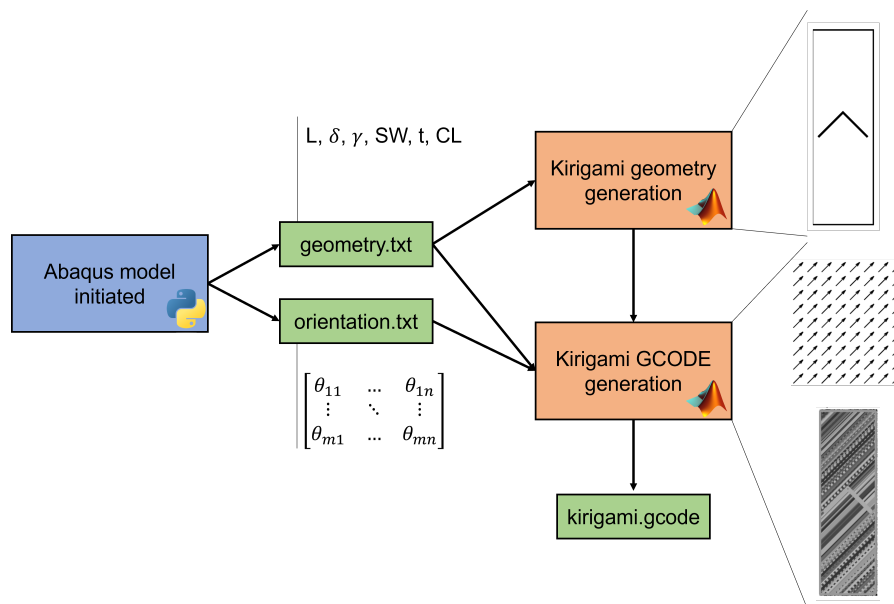 L, δ, γ, SW, t, CL
Kirigami geometry
generation
geometry.txt
Abaqus model
initiated
orientation.txt
Kirigami GCODE
generation
θ₁₁ … θ₁ₙ
⋮ ⋱ ⋮
θₘ₁ … θₘₙ
kirigami.gcode